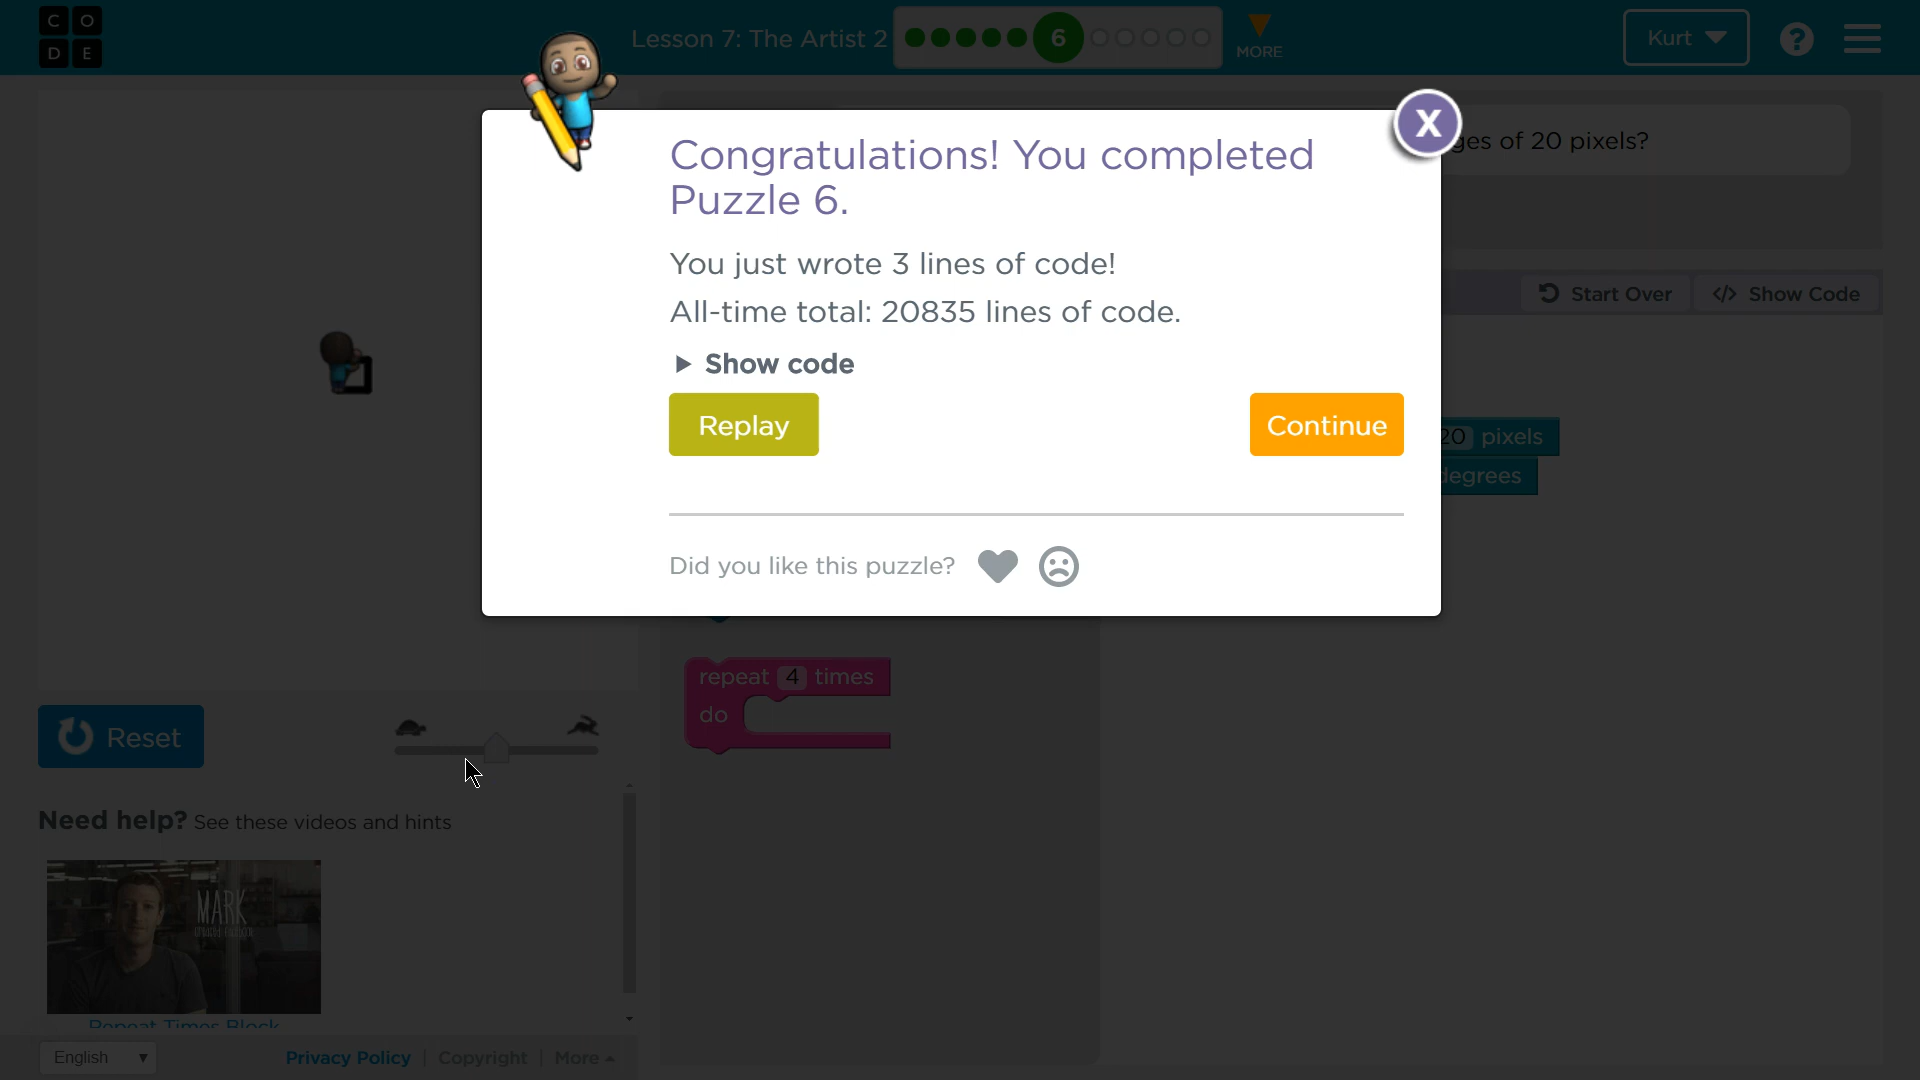 C O
D E
Lesson 7: The Artist 2
6
MORE
Kurt
?
X
Congratulations! You completed
Puzzle 6.
ges of 20 pixels?
You just wrote 3 lines of code!
All-time total: 20835 lines of code.
Start Over
</> Show Code
Show code
Replay
Continue
20 pixels
degrees
Did you like this puzzle?
repeat 4 times
do
Reset
Need help? See these videos and hints
MARK
Repeat Times Block
English
Privacy Policy | Copyright | More